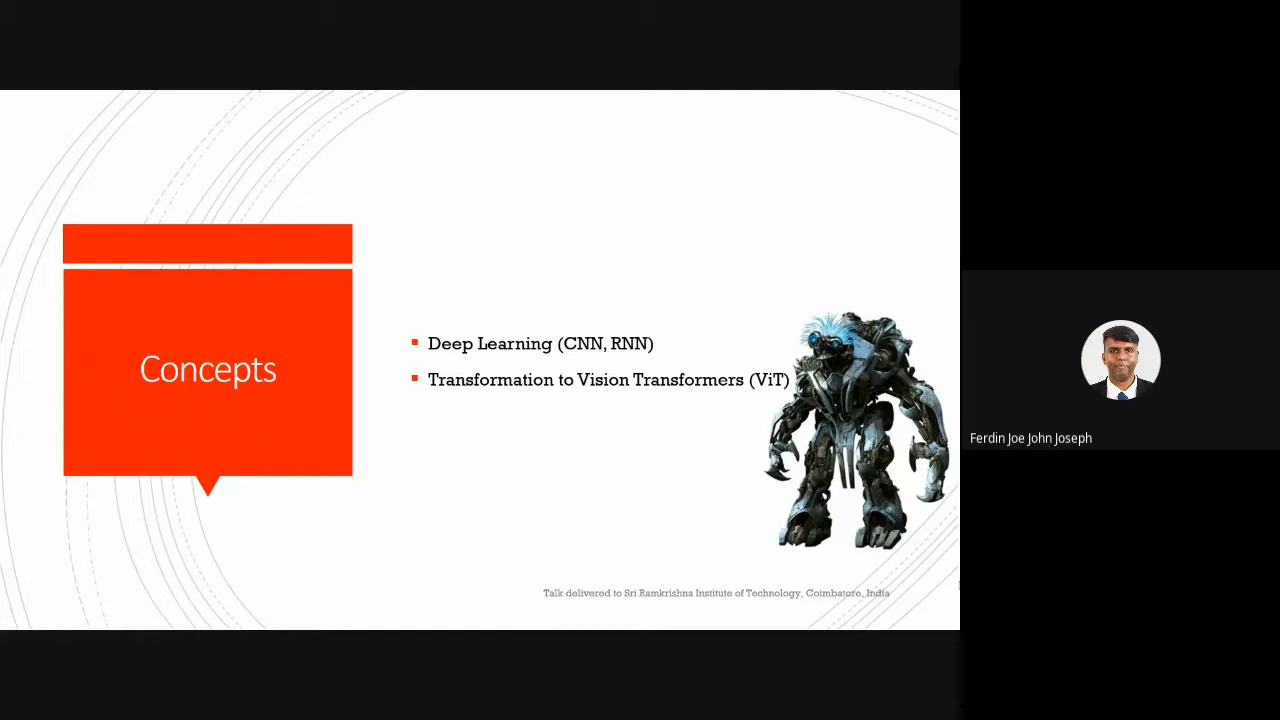 Concepts
Deep Learning (CNN, RNN)
Transformation to Vision Transformers (ViT)
Talk delivered to Sri Ramkrishna Institute of Technology, Coimbatore, India
Ferdin Joe John Joseph